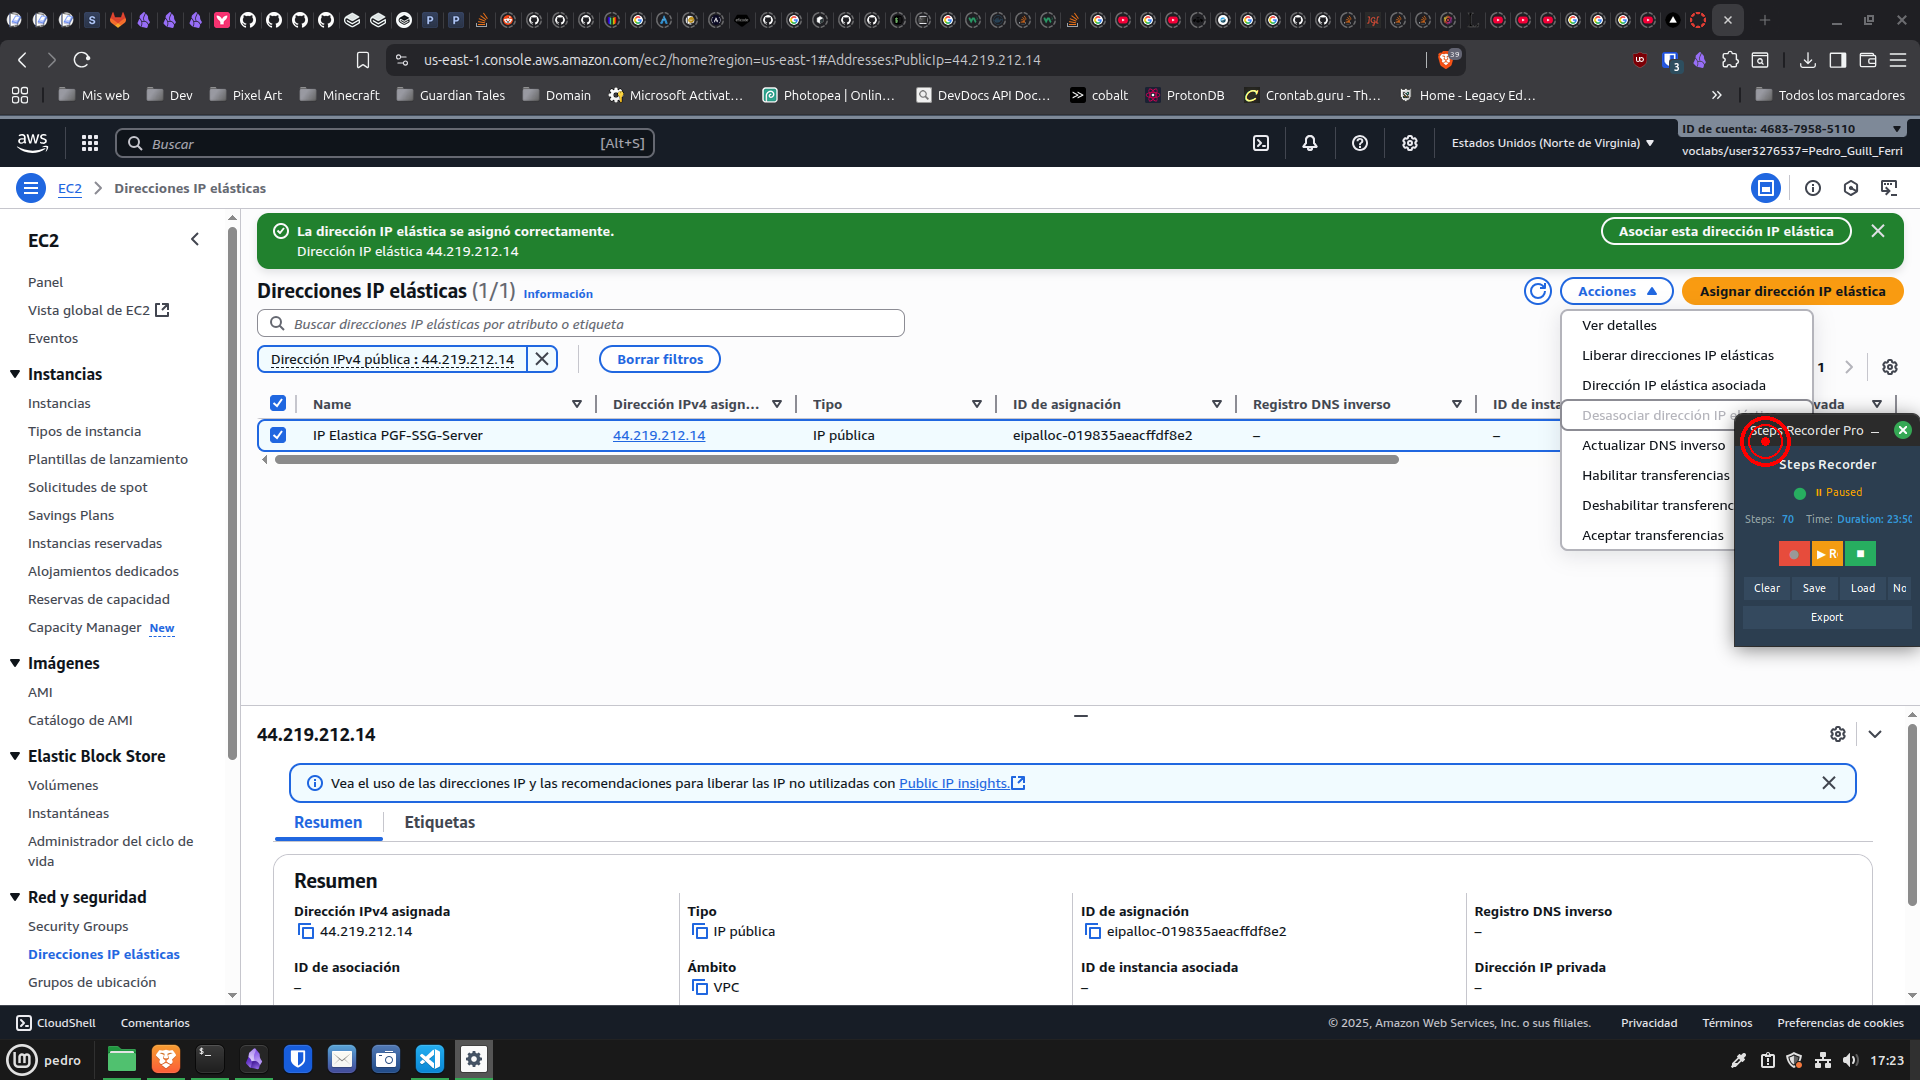 39
3
us-east-1.console.aws.amazon.com/ec2/home?region=us-east-1#Addresses:PublicIp=44.219.212.14
Mis web
Dev
Pixel Art
Minecraft
Guardian Tales
Domain
Microsoft Activat...
Photopea | Onlin...
DevDocs API Doc...
cobalt
ProtonDB
Crontab.guru - Th...
Home - Legacy Ed...
Todos los marcadores
aws
Buscar
[Alt+S]
Estados Unidos (Norte de Virginia)
ID de cuenta: 4683-7958-5110
voclabs/user3276537=Pedro_Guill_Ferri
EC2
Direcciones IP elásticas
EC2
Panel
Vista global de EC2
Eventos
Instancias
Instancias
Tipos de instancia
Plantillas de lanzamiento
Solicitudes de spot
Savings Plans
Instancias reservadas
Alojamientos dedicados
Reservas de capacidad
Capacity Manager New
Imágenes
AMI
Catálogo de AMI
Elastic Block Store
Volúmenes
Instantáneas
Administrador del ciclo de
vida
Red y seguridad
Security Groups
Direcciones IP elásticas
Grupos de ubicación
La dirección IP elástica se asignó correctamente.
Dirección IP elástica 44.219.212.14
Asociar esta dirección IP elástica
Direcciones IP elásticas (1/1) Información
Acciones
Asignar dirección IP elástica
Buscar direcciones IP elásticas por atributo o etiqueta
Dirección IPv4 pública : 44.219.212.14
Borrar filtros
1
Name
Dirección IPv4 asign...
Tipo
ID de asignación
Registro DNS inverso
ID de insta
vada
IP Elastica PGF-SSG-Server
44.219.212.14
IP pública
eipalloc-019835aeacffdf8e2
–
–
Ver detalles
Liberar direcciones IP elásticas
Dirección IP elástica asociada
Desasociar dirección IP elásti
Actualizar DNS inverso
Habilitar transferencias
Deshabilitar transferenc
Aceptar transferencias
Steps Recorder Pro
Steps Recorder
Paused
Steps: 70 Time: Duration: 23:50
R
Clear
Save
Load
No
Export
44.219.212.14
Vea el uso de las direcciones IP y las recomendaciones para liberar las IP no utilizadas con Public IP insights.
Resumen
Etiquetas
Resumen
Dirección IPv4 asignada
44.219.212.14
Tipo
IP pública
ID de asignación
eipalloc-019835aeacffdf8e2
Registro DNS inverso
–
ID de asociación
–
Ámbito
VPC
ID de instancia asociada
–
Dirección IP privada
–
CloudShell
Comentarios
© 2025, Amazon Web Services, Inc. o sus filiales.
Privacidad
Términos
Preferencias de cookies
pedro
17:23